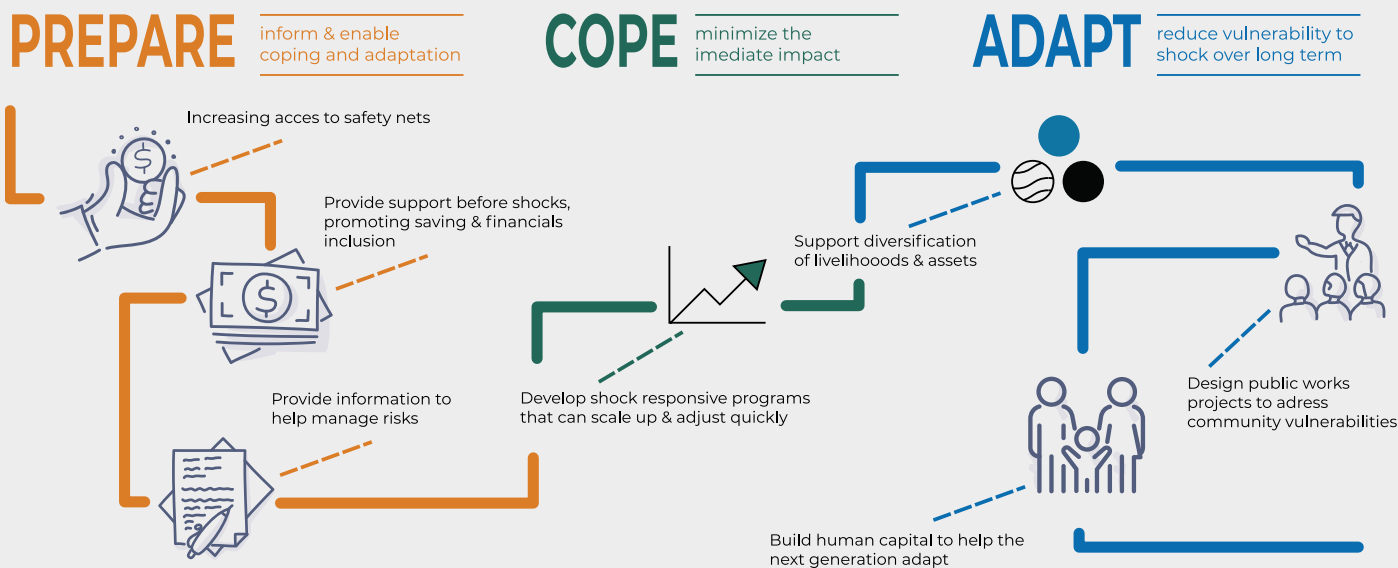 PREPARE
inform & enable
coping and adaptation
COPE
minimize the
imediate impact
ADAPT
reduce vulnerability to
shock over long term
Increasing acces to safety nets
Provide support before shocks,
promoting saving & financials
inclusion
Provide information to
help manage risks
Develop shock responsive programs
that can scale up & adjust quickly
Support diversification
of livelihooods & assets
Design public works
projects to adress
community vulnerabilities
Build human capital to help the
next generation adapt